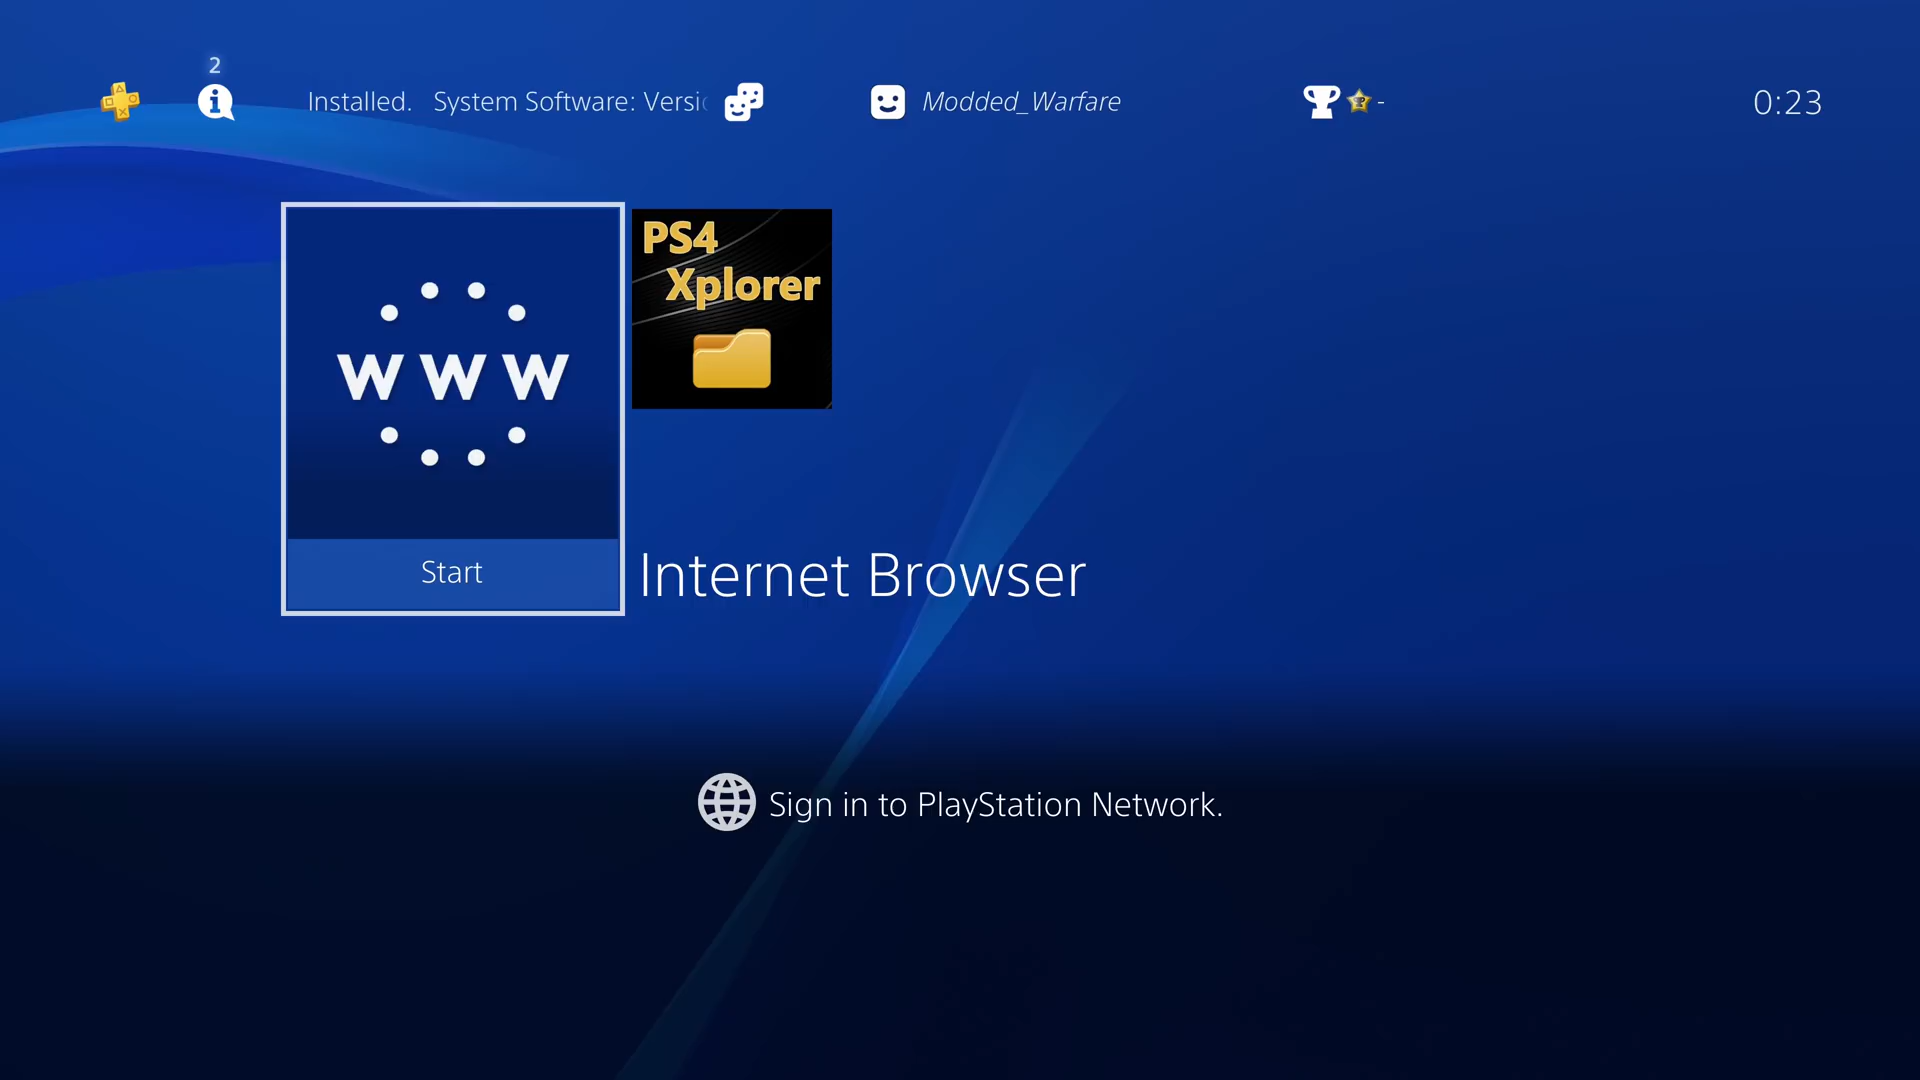 2
Installed. System Software: Versi
Modded_Warfare
-
0:23
PS4
Xplorer
WWW
Start
Internet Browser
Sign in to PlayStation Network.